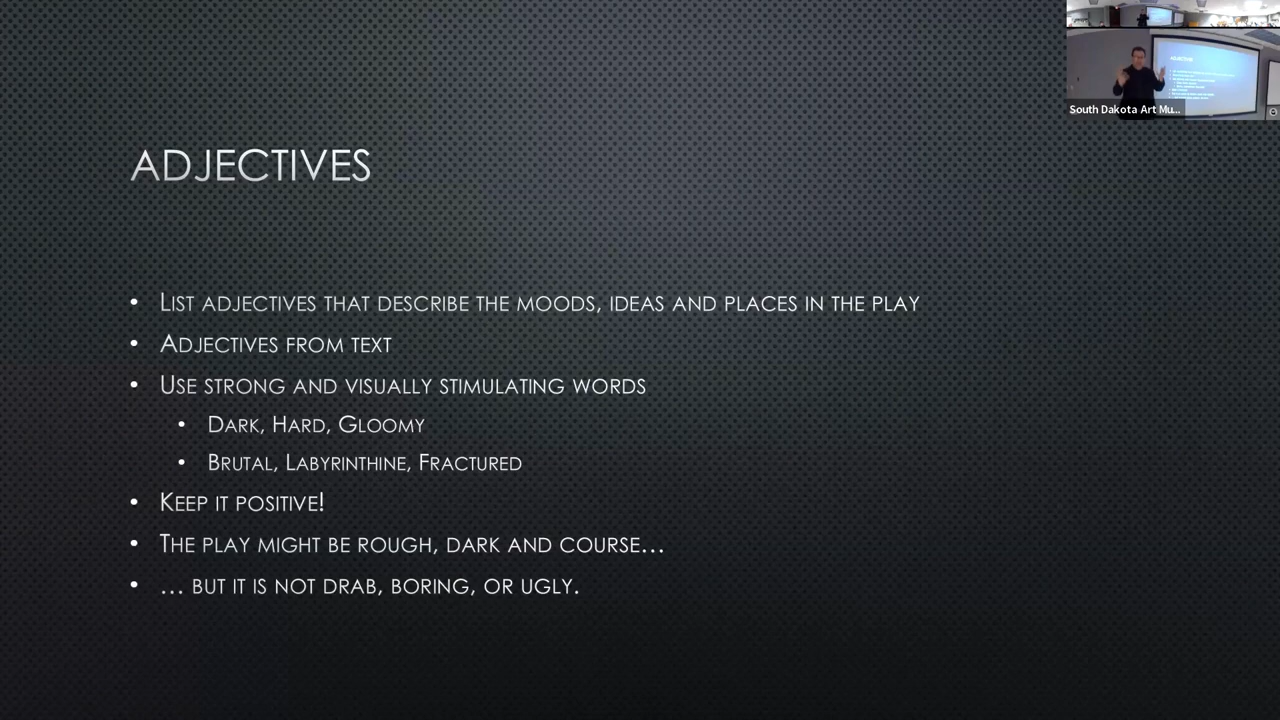 South Dakota Art Mu...
ADJECTIVES
• LIST ADJECTIVES THAT DESCRIBE THE MOODS, IDEAS AND PLACES IN THE PLAY
• ADJECTIVES FROM TEXT
• USE STRONG AND VISUALLY STIMULATING WORDS
• DARK, HARD, GLOOMY
• BRUTAL, LABYRINTHINE, FRACTURED
• KEEP IT POSITIVE!
• THE PLAY MIGHT BE ROUGH, DARK AND COURSE...
• ... BUT IT IS NOT DRAB, BORING, OR UGLY.